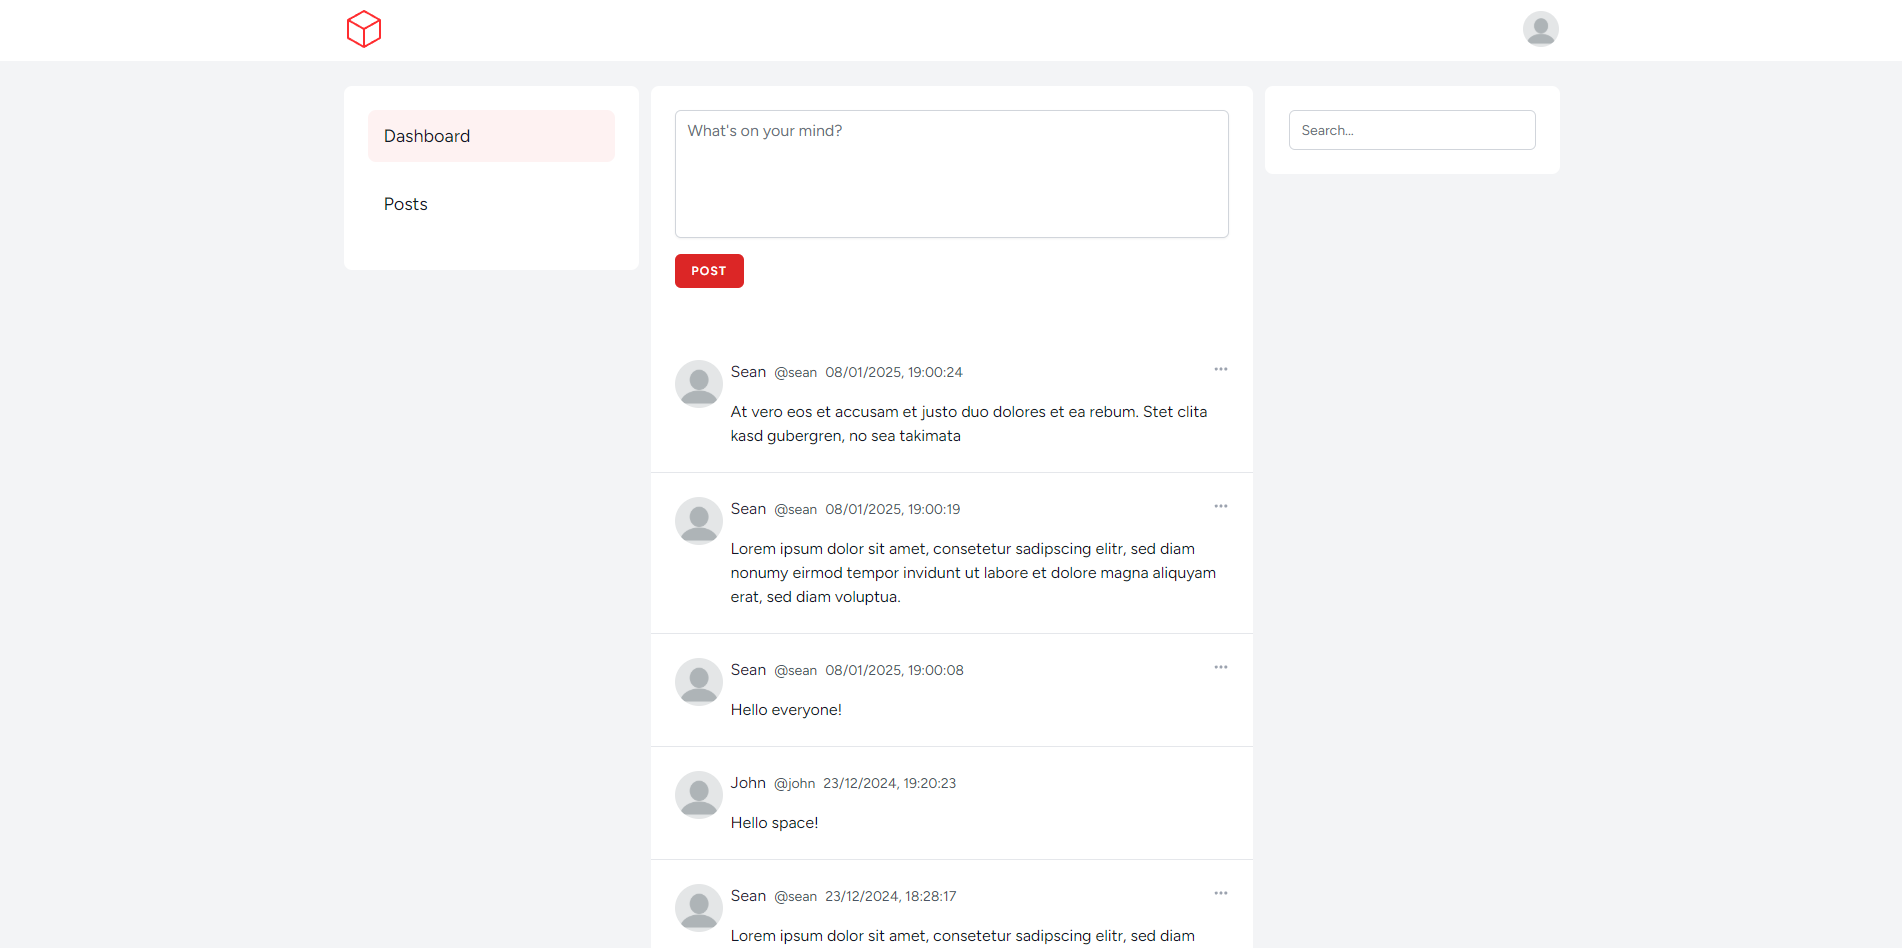 Dashboard
Posts
What's on your mind?
POST
Sean @sean 08/01/2025, 19:00:24
At vero eos et accusam et justo duo dolores et ea rebum. Stet clita
kasd gubergren, no sea takimata
Sean @sean 08/01/2025, 19:00:19
Lorem ipsum dolor sit amet, consetetur sadipscing elitr, sed diam
nonumy eirmod tempor invidunt ut labore et dolore magna aliquyam
erat, sed diam voluptua.
Sean @sean 08/01/2025, 19:00:08
Hello everyone!
John @john 23/12/2024, 19:20:23
Hello space!
Sean @sean 23/12/2024, 18:28:17
Lorem ipsum dolor sit amet, consetetur sadipscing elitr, sed diam
Search...